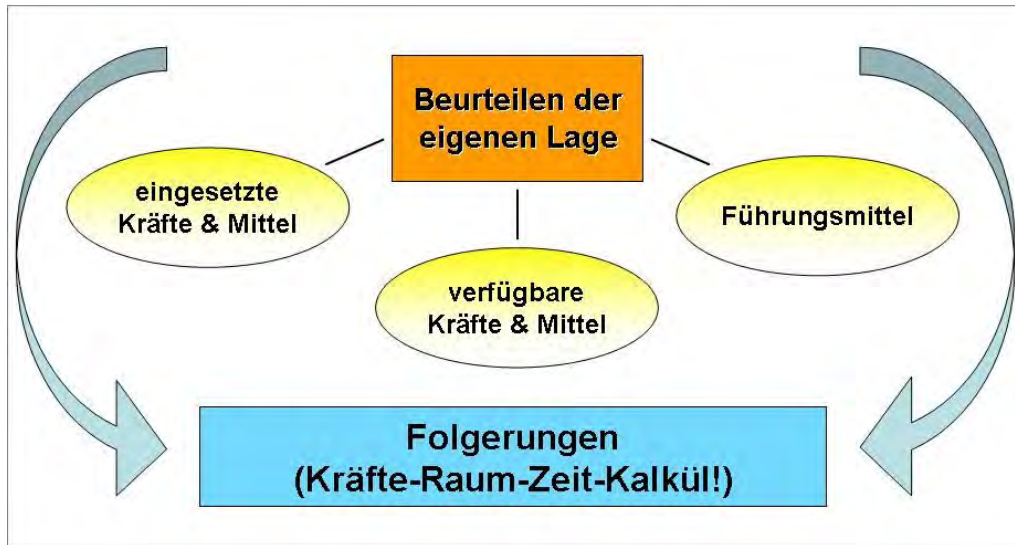 Beurteilen der
eigenen Lage
eingesetzte
Kräfte & Mittel
Führungsmittel
verfügbare
Kräfte & Mittel
Folgerungen
(Kräfte-Raum-Zeit-Kalkül!)